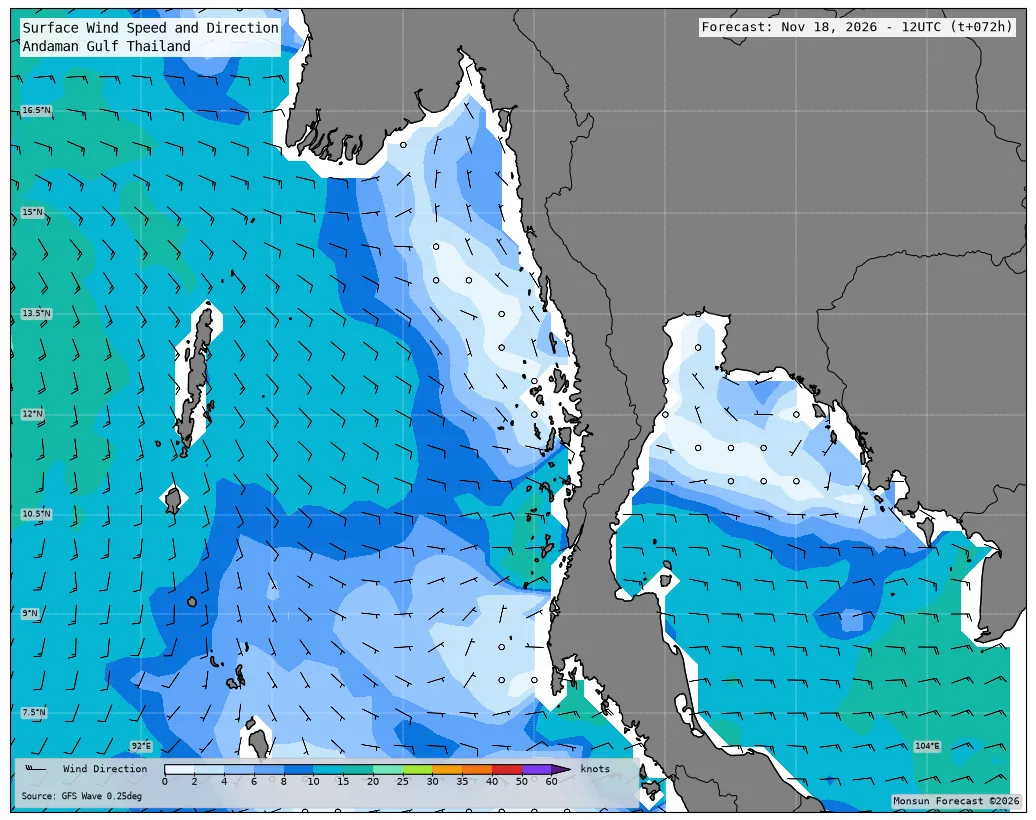 Surface Wind Speed and Direction
Andaman Gulf Thailand
Forecast: Nov 18, 2026 - 12UTC (t+072h)
16.5°N
15°N
13.5°N
12°N
10.5°N
9°N
7.5°N
92°E
104°E
Wind Direction
0 2 4 6 8 10 15 20 25 30 35 40 50 60
knots
Source: GFS Wave 0.25deg
Monsun Forecast ©2026